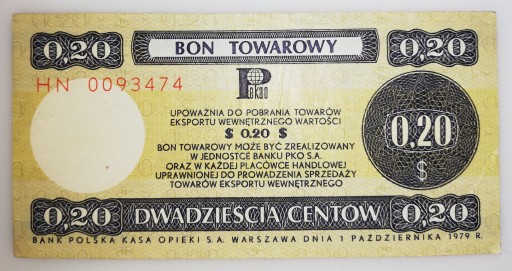 0,20 BON TOWAROWY 0,20
HN 0093474
Pekao
UPOWAŻNIA DO POBRANIA TOWARÓW
EKSPORTU WEWNĘTRZNEGO WARTOŚCI
$ 0.20 $
0,20
$
BON TOWAROWY MOŻE BYĆ ZREALIZOWANY
W JEDNOSTCE BANKU PKO S.A.
ORAZ W KAŻDEJ PLACÓWCE HANDLOWEJ
UPRAWNIONEJ DO PROWADZENIA SPRZEDAŻY
TOWARÓW EKSPORTU WEWNĘTRZNEGO
0,20 DWADZIEŚCIA CENTÓW 0,20
BANK POLSKA KASA OPIEKI S.A. WARSZAWA DNIA 1 PAŹDZIERNIKA 1979 R.